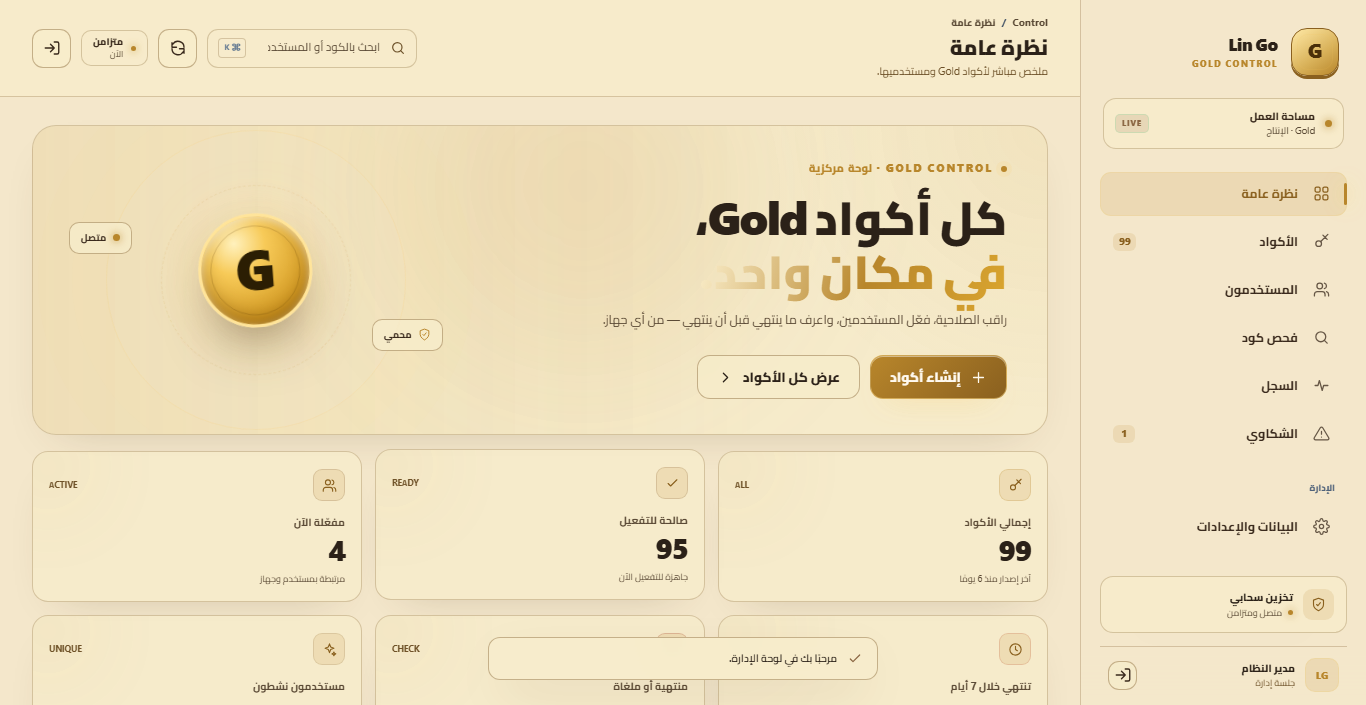 Lin Go
GOLD CONTROL
G
مساحة العمل
Gold · الإنتاج
LIVE
نظرة عامة
الأكواد
99
المستخدمون
فحص كود
السجل
الشكاوي
1
الإدارة
البيانات والإعدادات
تخزين سحابي
متصل ومتزامن
مدير النظام
جلسة إدارة
LG
Control / نظرة عامة
نظرة عامة
ملخص مباشر لأكواد Gold ومستخدميها.
ابحث بالكود أو المستخد
⌘ K
متزامن
الآن
GOLD CONTROL · لوحة مركزية
كل أكواد Gold،
في مكان واحد
راقب الصلاحية، فعّل المستخدمين، واعرف ما ينتهي قبل أن ينتهي — من أي جهاز.
إنشاء أكواد
عرض كل الأكواد
محمي
G
متصل
ALL
إجمالي الأكواد
99
آخر إصدار منذ 6 يومًا
READY
صالحة للتفعيل
95
جاهزة للتفعيل الآن
ACTIVE
مفعّلة الآن
4
مرتبطة بمستخدم وجهاز
تنتهي خلال 7 أيام
CHECK
منتهية أو ملغاة
UNIQUE
مستخدمون نشطون
مرحبًا بك في لوحة الإدارة.